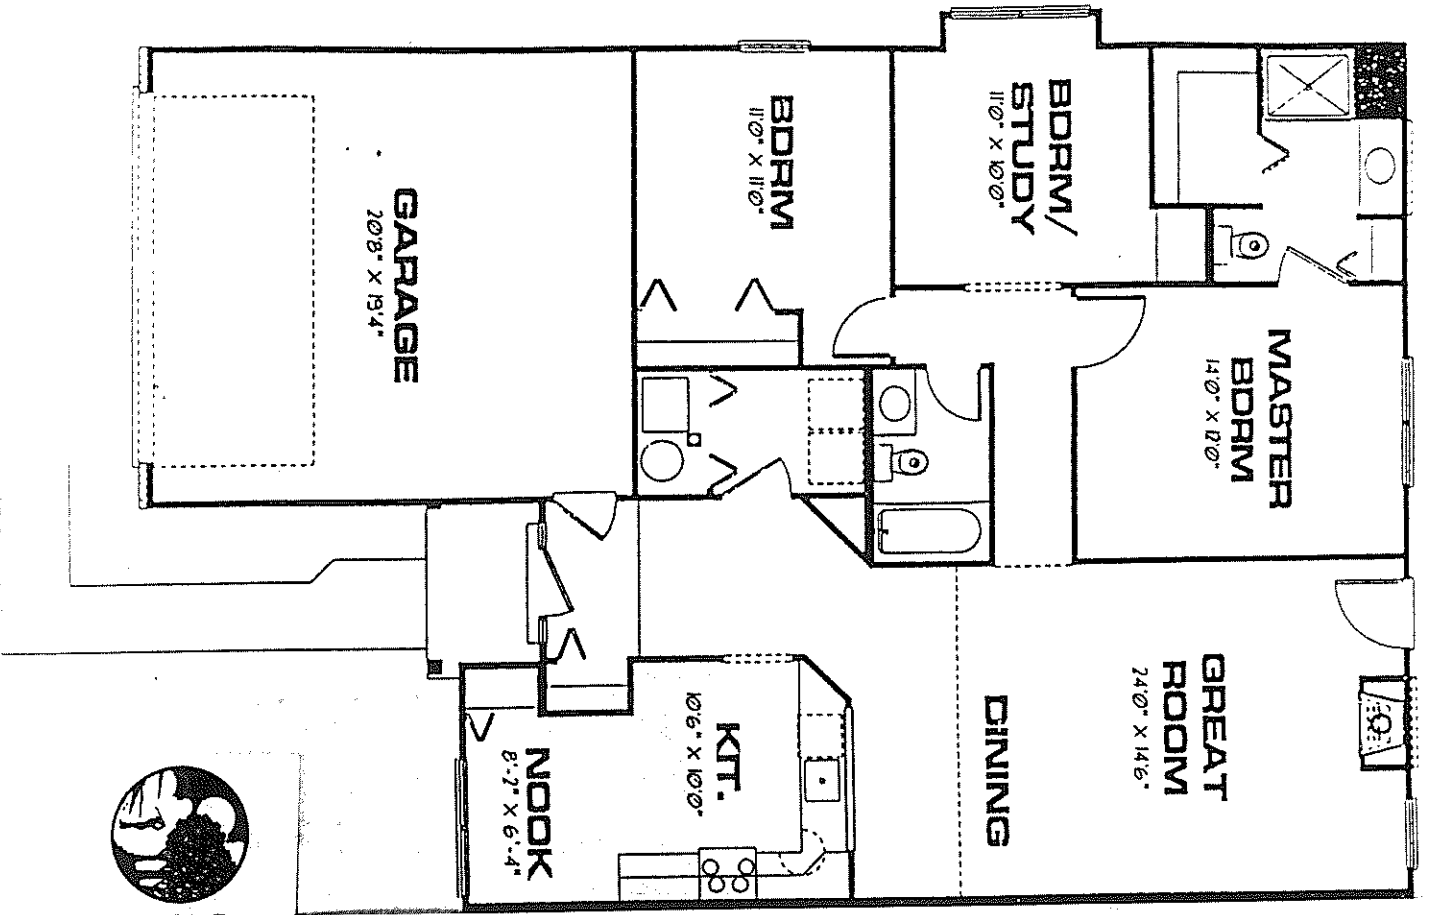 BDRM/
STUDY
11'0" X 10'0"
BDRM
11'0" X 11'0"
GARAGE
20'8" X 19'4"
MASTER
BDRM
14'0" X 12'0"
GREAT
ROOM
24'0" X 14'6"
DINING
KIT.
10'6" X 10'0"
NOOK
8'-2" X 6'-4"